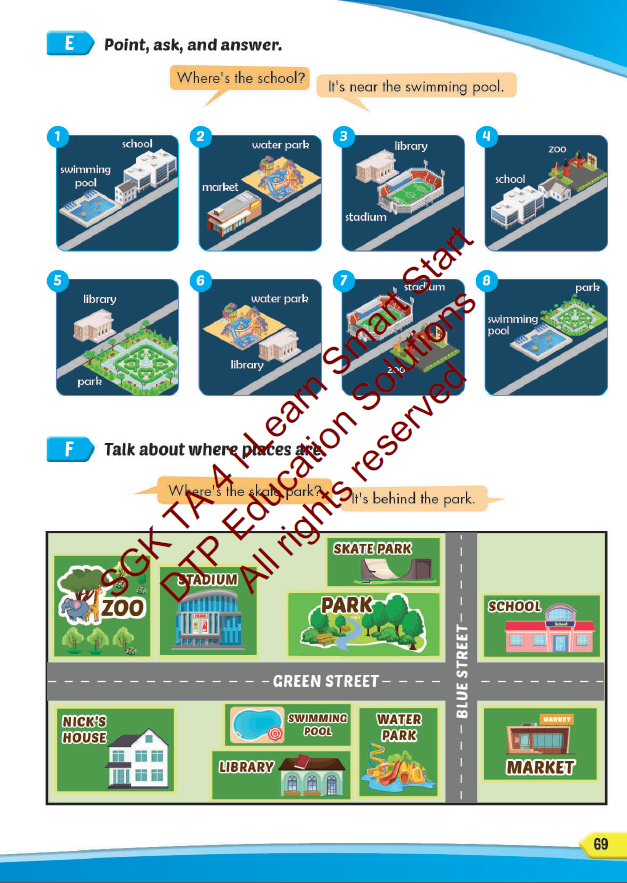 E Point, ask, and answer.
Where's the school?
It's near the swimming pool.
1
school
swimming
pool
2
water park
market
3
library
stadium
4
zoo
school
5
library
park
6
water park
library
7
stadium
zoo
8
park
swimming
pool
F Talk about where places are.
Where's the skate park?
It's behind the park.
SKATE PARK
ZOO
STADIUM
PARK
SCHOOL
GREEN STREET
BLUE STREET
NICK'S
HOUSE
SWIMMING
POOL
LIBRARY
WATER
PARK
MARKET
MARKET
SGK TA 4 i-Learn Smart Start
DTP Education Solutions
All rights reserved
69